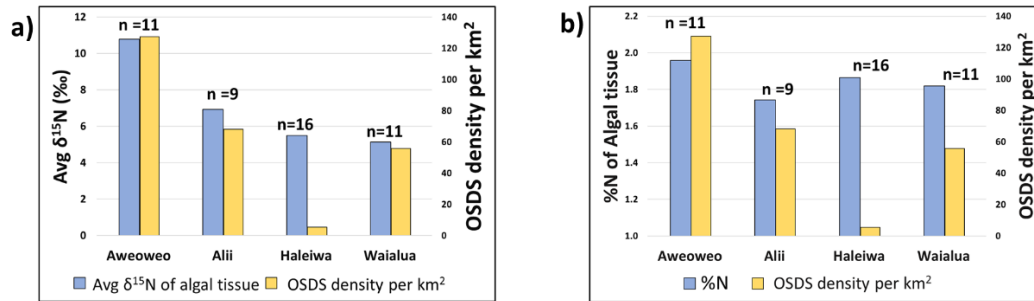 a)
Avg δ¹⁵N (‰)
12
10
8
6
4
2
0
n =11
n =9
n=16
n=11
140
120
100
80
60
40
20
0
OSDS density per km²
Aweoweo Alii Haleiwa Waialua
Avg δ¹⁵N of algal tissue OSDS density per km²
b)
%N of Algal tissue
2.2
2.0
1.8
1.6
1.4
1.2
1.0
n =11
n =9
n=16
n=11
140
120
100
80
60
40
20
0
OSDS density per km²
Aweoweo Alii Haleiwa Waialua
%N OSDS density per km²